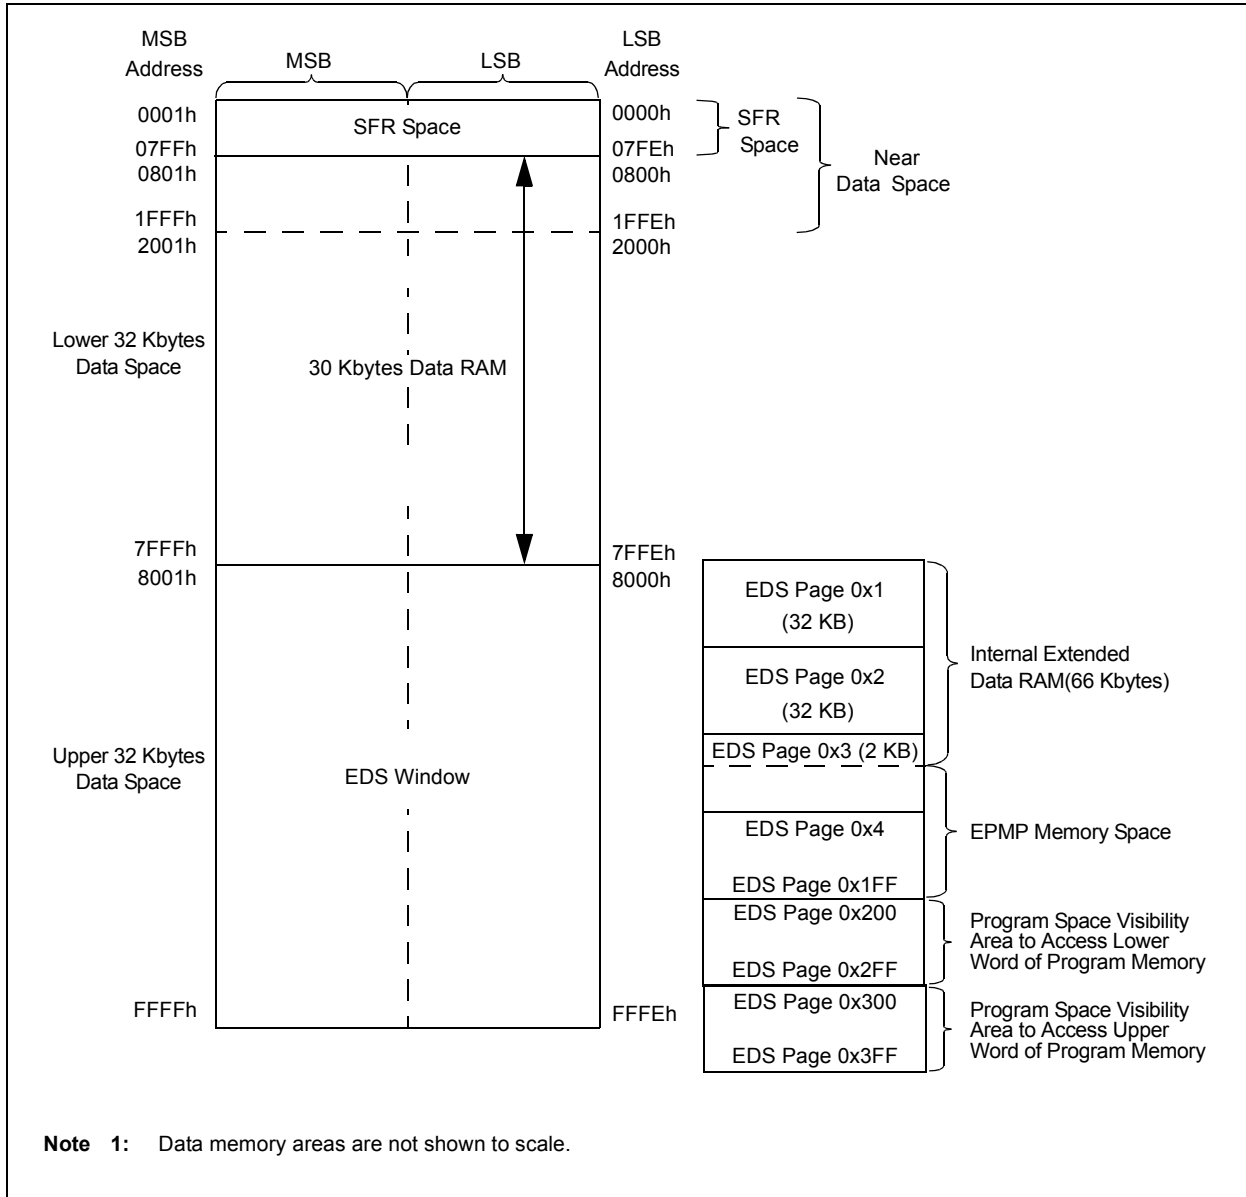 MSB
Address
MSB
LSB
LSB
Address
0001h
SFR Space
0000h
SFR
Space
07FFh
07FEh
0801h
0800h
Near
Data Space
1FFFh
1FFEh
2001h
2000h
Lower 32 Kbytes
Data Space
30 Kbytes Data RAM
7FFFh
7FFEh
8001h
8000h
EDS Page 0x1
(32 KB)
EDS Page 0x2
(32 KB)
Internal Extended
Data RAM(66 Kbytes)
EDS Page 0x3 (2 KB)
Upper 32 Kbytes
Data Space
EDS Window
EDS Page 0x4
EPMP Memory Space
EDS Page 0x1FF
EDS Page 0x200
EDS Page 0x2FF
Program Space Visibility
Area to Access Lower
Word of Program Memory
FFFFh
FFFEh
EDS Page 0x300
EDS Page 0x3FF
Program Space Visibility
Area to Access Upper
Word of Program Memory
Note 1: Data memory areas are not shown to scale.